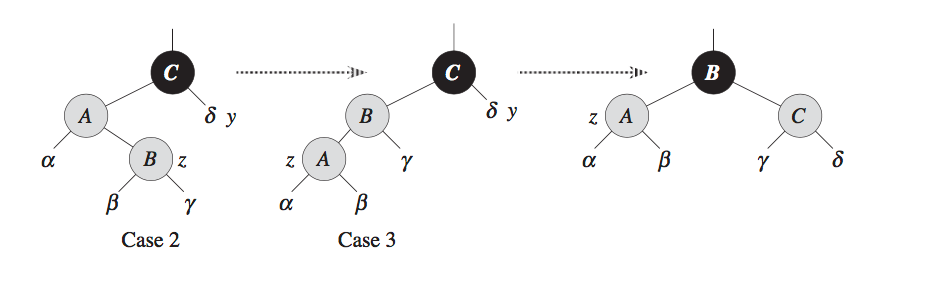 C C B
A δ y B δ y z A C
α B z z A γ α β γ δ
β γ α β
Case 2 Case 3